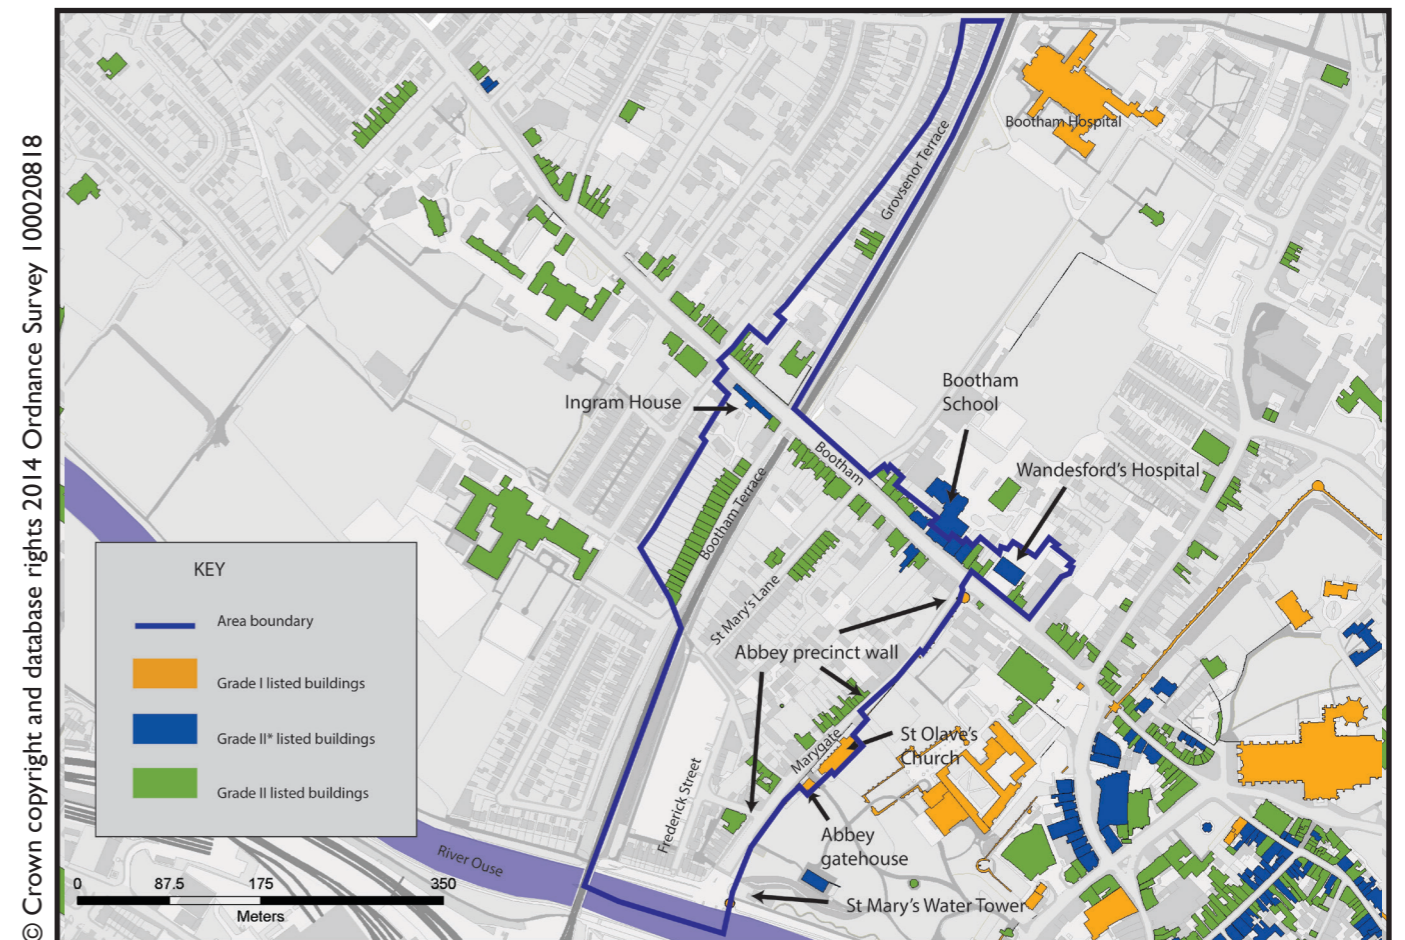 © Crown copyright and database rights 2014 Ordnance Survey 100020818
Bootham Hospital
Grovsenor Terrace
Bootham
School
Ingram House
Bootham
Wandesford's Hospital
Bootham Terrace
St Mary's Lane
Abbey precinct wall
St Olave's
Church
Marygate
Frederick Street
Abbey
gatehouse
St Mary's Water Tower
River Ouse
KEY
Area boundary
Grade I listed buildings
Grade II* listed buildings
Grade II listed buildings
0 87.5 175 350
Meters